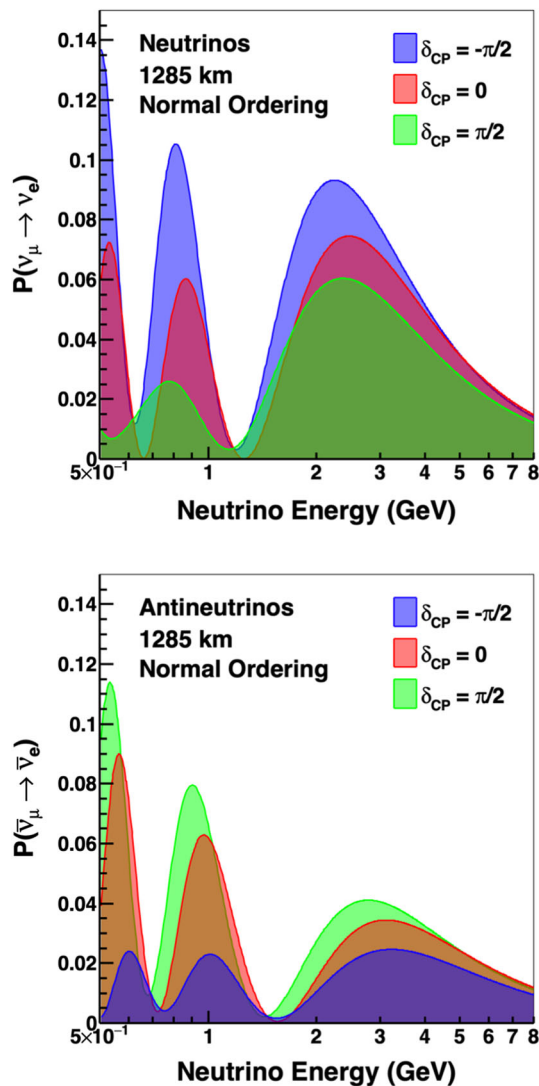 Neutrinos
1285 km
Normal Ordering
δCP = -π/2
δCP = 0
δCP = π/2
P(νμ → νe)
0.14
0.12
0.1
0.08
0.06
0.04
0.02
0
5×10⁻¹ 1 2 3 4 5 6 7 8
Neutrino Energy (GeV)
Antineutrinos
1285 km
Normal Ordering
δCP = -π/2
δCP = 0
δCP = π/2
P(ν̄μ → ν̄e)
0.14
0.12
0.1
0.08
0.06
0.04
0.02
0
5×10⁻¹ 1 2 3 4 5 6 7 8
Neutrino Energy (GeV)